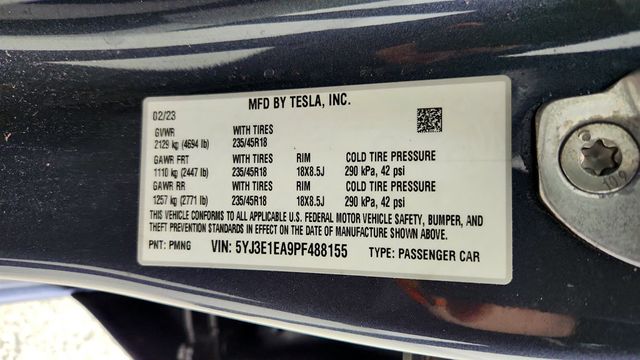 MFD BY TESLA, INC.
02/23
GVWR WITH TIRES
2129 kg (4694 lb) 235/45R18
GAWR FRT WITH TIRES RIM COLD TIRE PRESSURE
1110 kg (2447 lb) 235/45R18 18X8.5J 290 kPa, 42 psi
GAWR RR WITH TIRES RIM COLD TIRE PRESSURE
1257 kg (2771 lb) 235/45R18 18X8.5J 290 kPa, 42 psi
THIS VEHICLE CONFORMS TO ALL APPLICABLE U.S. FEDERAL MOTOR VEHICLE SAFETY, BUMPER, AND
THEFT PREVENTION STANDARDS IN EFFECT ON THE DATE OF MANUFACTURE SHOWN ABOVE.
PNT: PMNG VIN: 5YJ3E1EA9PF488155 TYPE: PASSENGER CAR